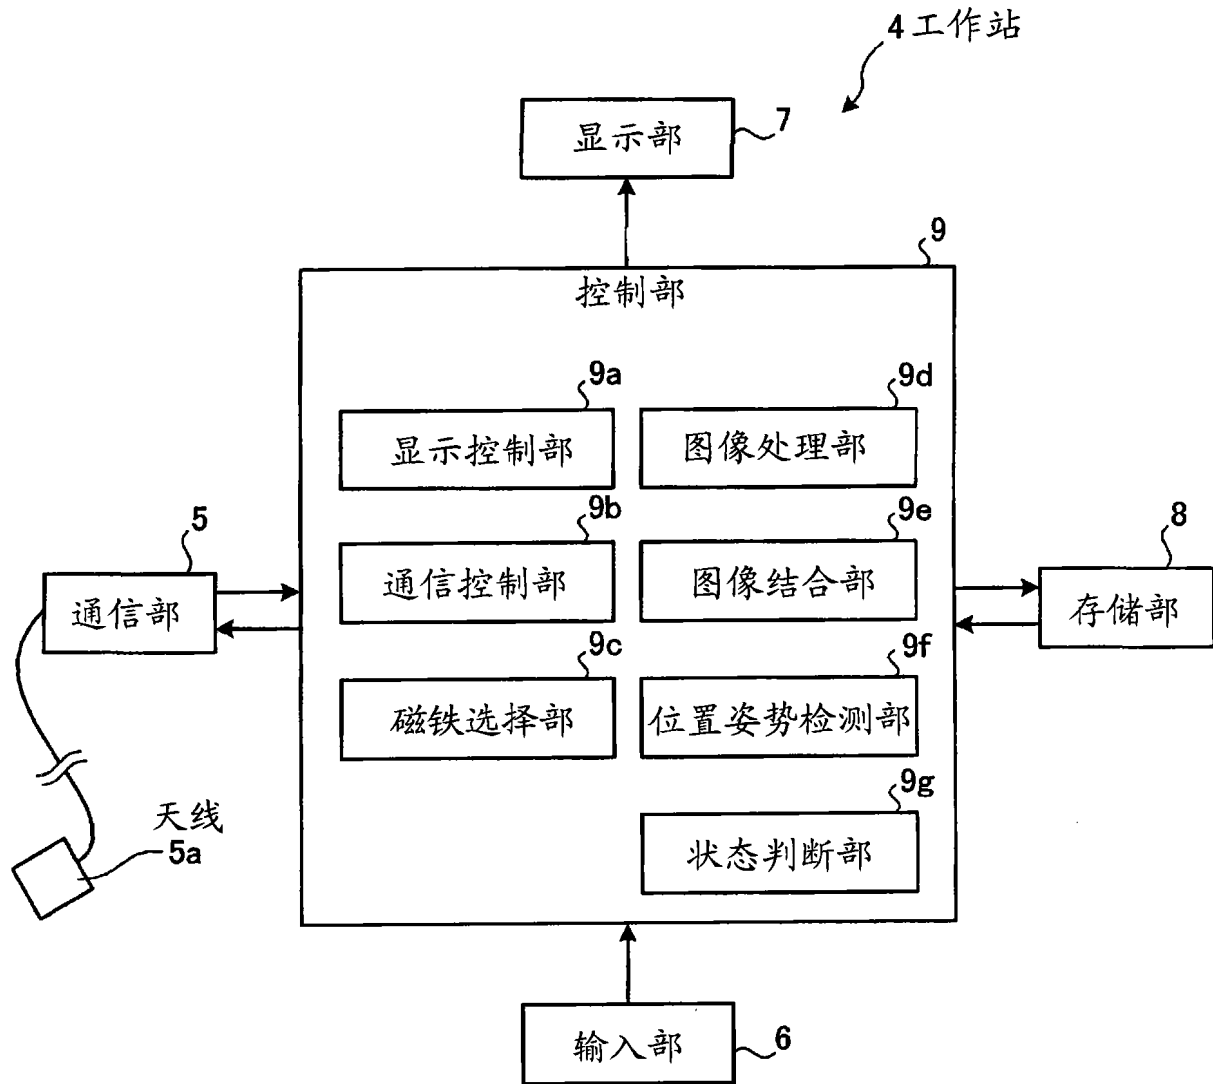 4工作站
显示部
7
9
控制部
9a
显示控制部
9d
图像处理部
9b
通信控制部
9e
图像结合部
9c
磁铁选择部
9f
位置姿势检测部
9g
状态判断部
5
通信部
天线
5a
8
存储部
输入部
6